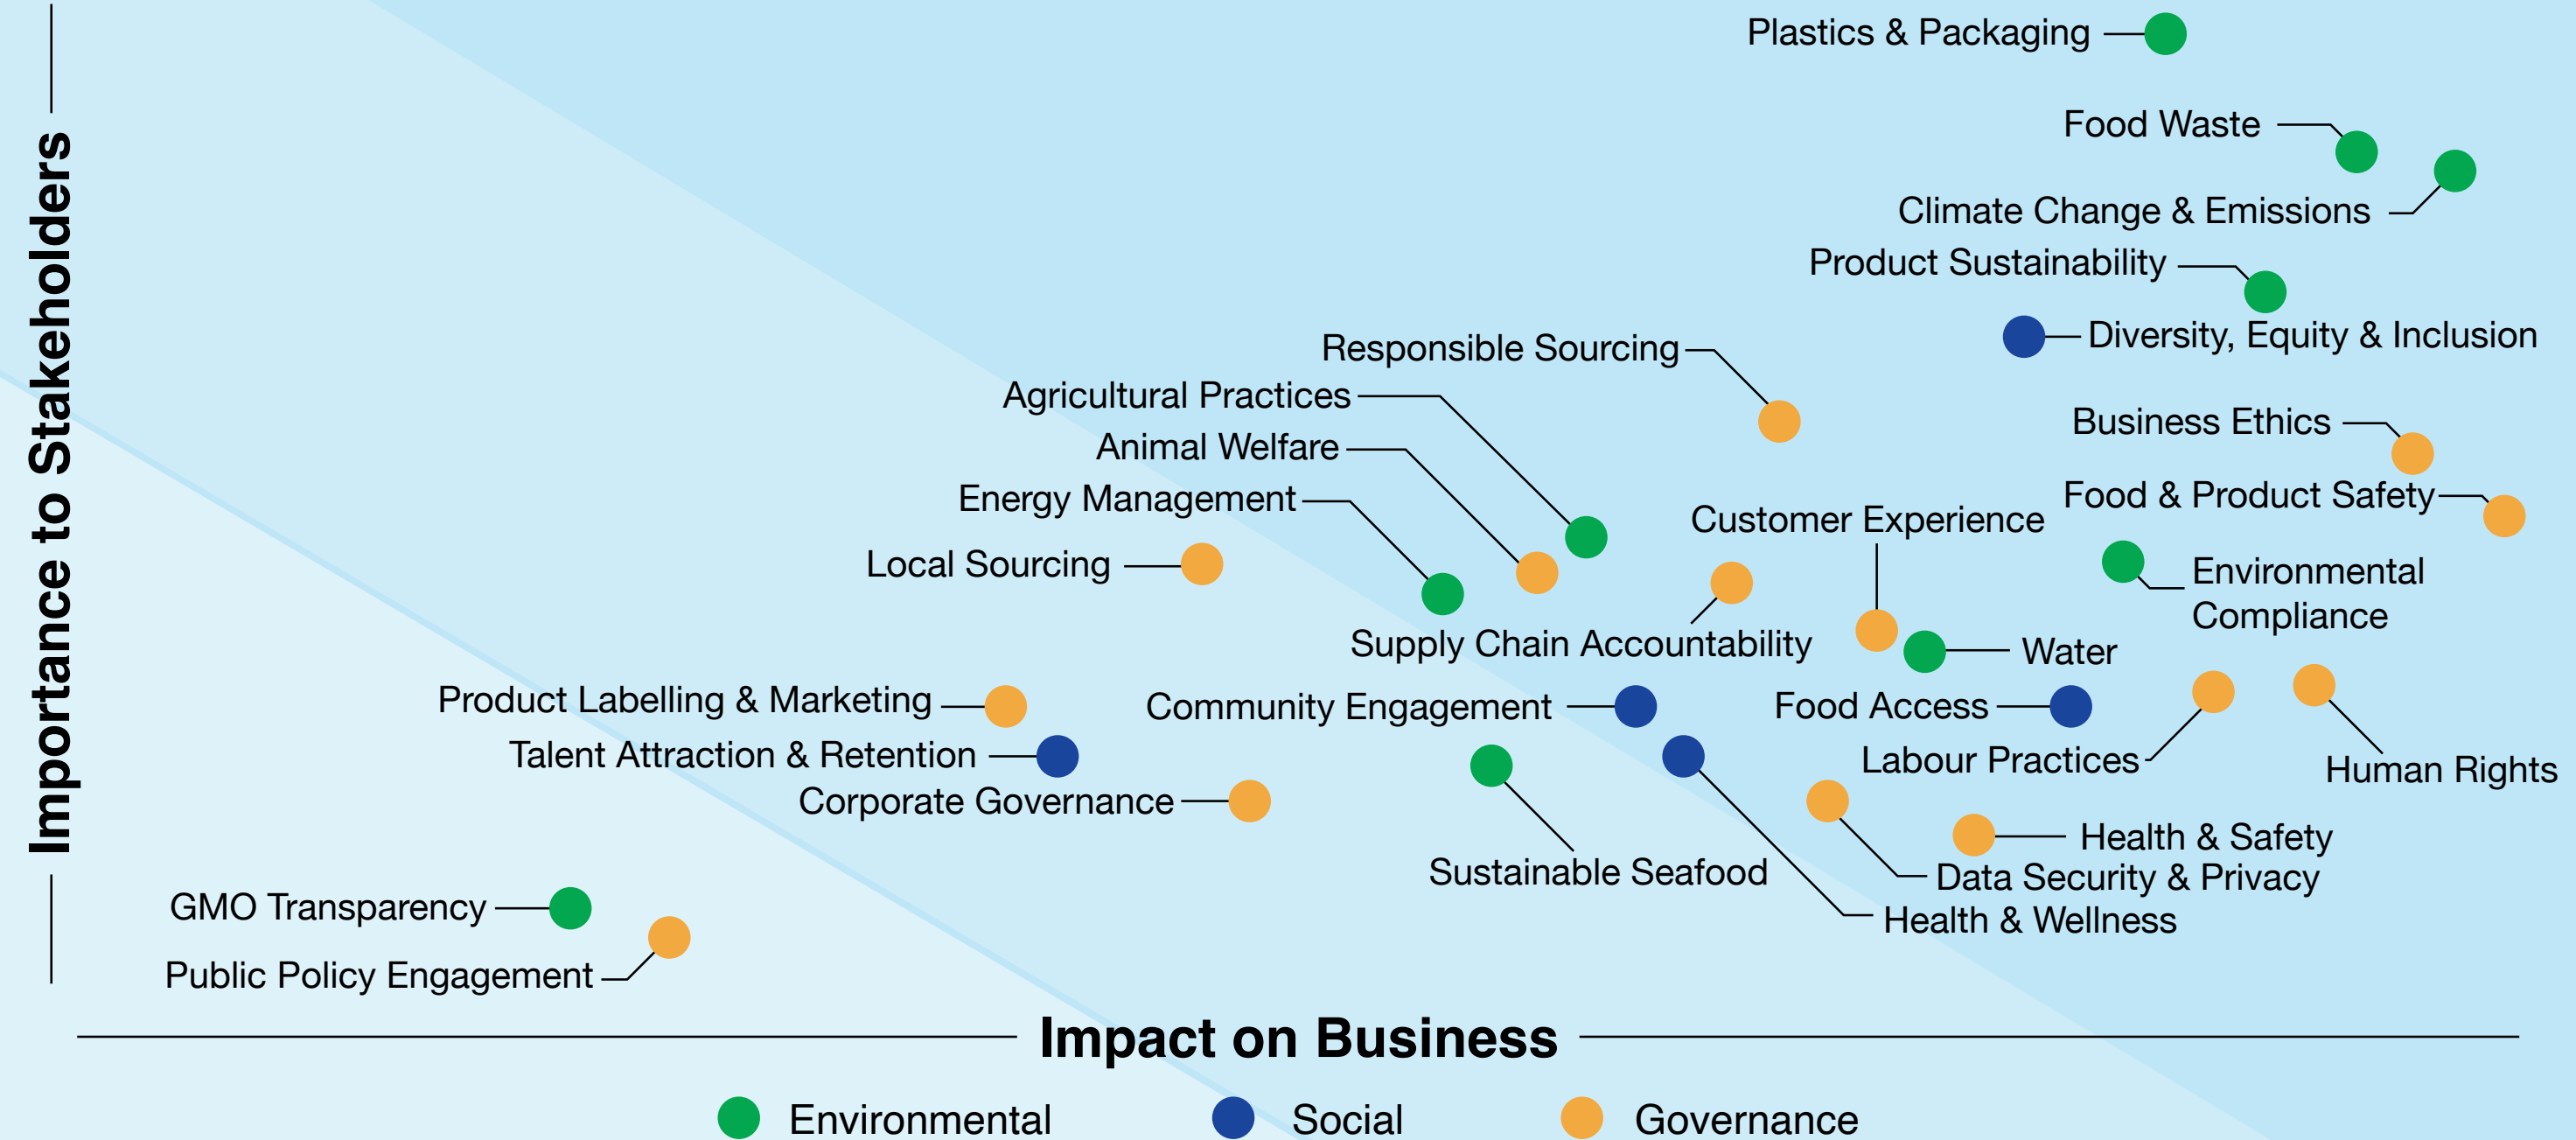 Importance to Stakeholders
Plastics & Packaging
Food Waste
Climate Change & Emissions
Product Sustainability
Diversity, Equity & Inclusion
Responsible Sourcing
Agricultural Practices
Business Ethics
Animal Welfare
Energy Management
Food & Product Safety
Customer Experience
Local Sourcing
Environmental
Compliance
Supply Chain Accountability
Water
Product Labelling & Marketing
Community Engagement
Food Access
Talent Attraction & Retention
Labour Practices
Human Rights
Corporate Governance
Health & Safety
Sustainable Seafood
Data Security & Privacy
GMO Transparency
Health & Wellness
Public Policy Engagement
Impact on Business
Environmental
Social
Governance